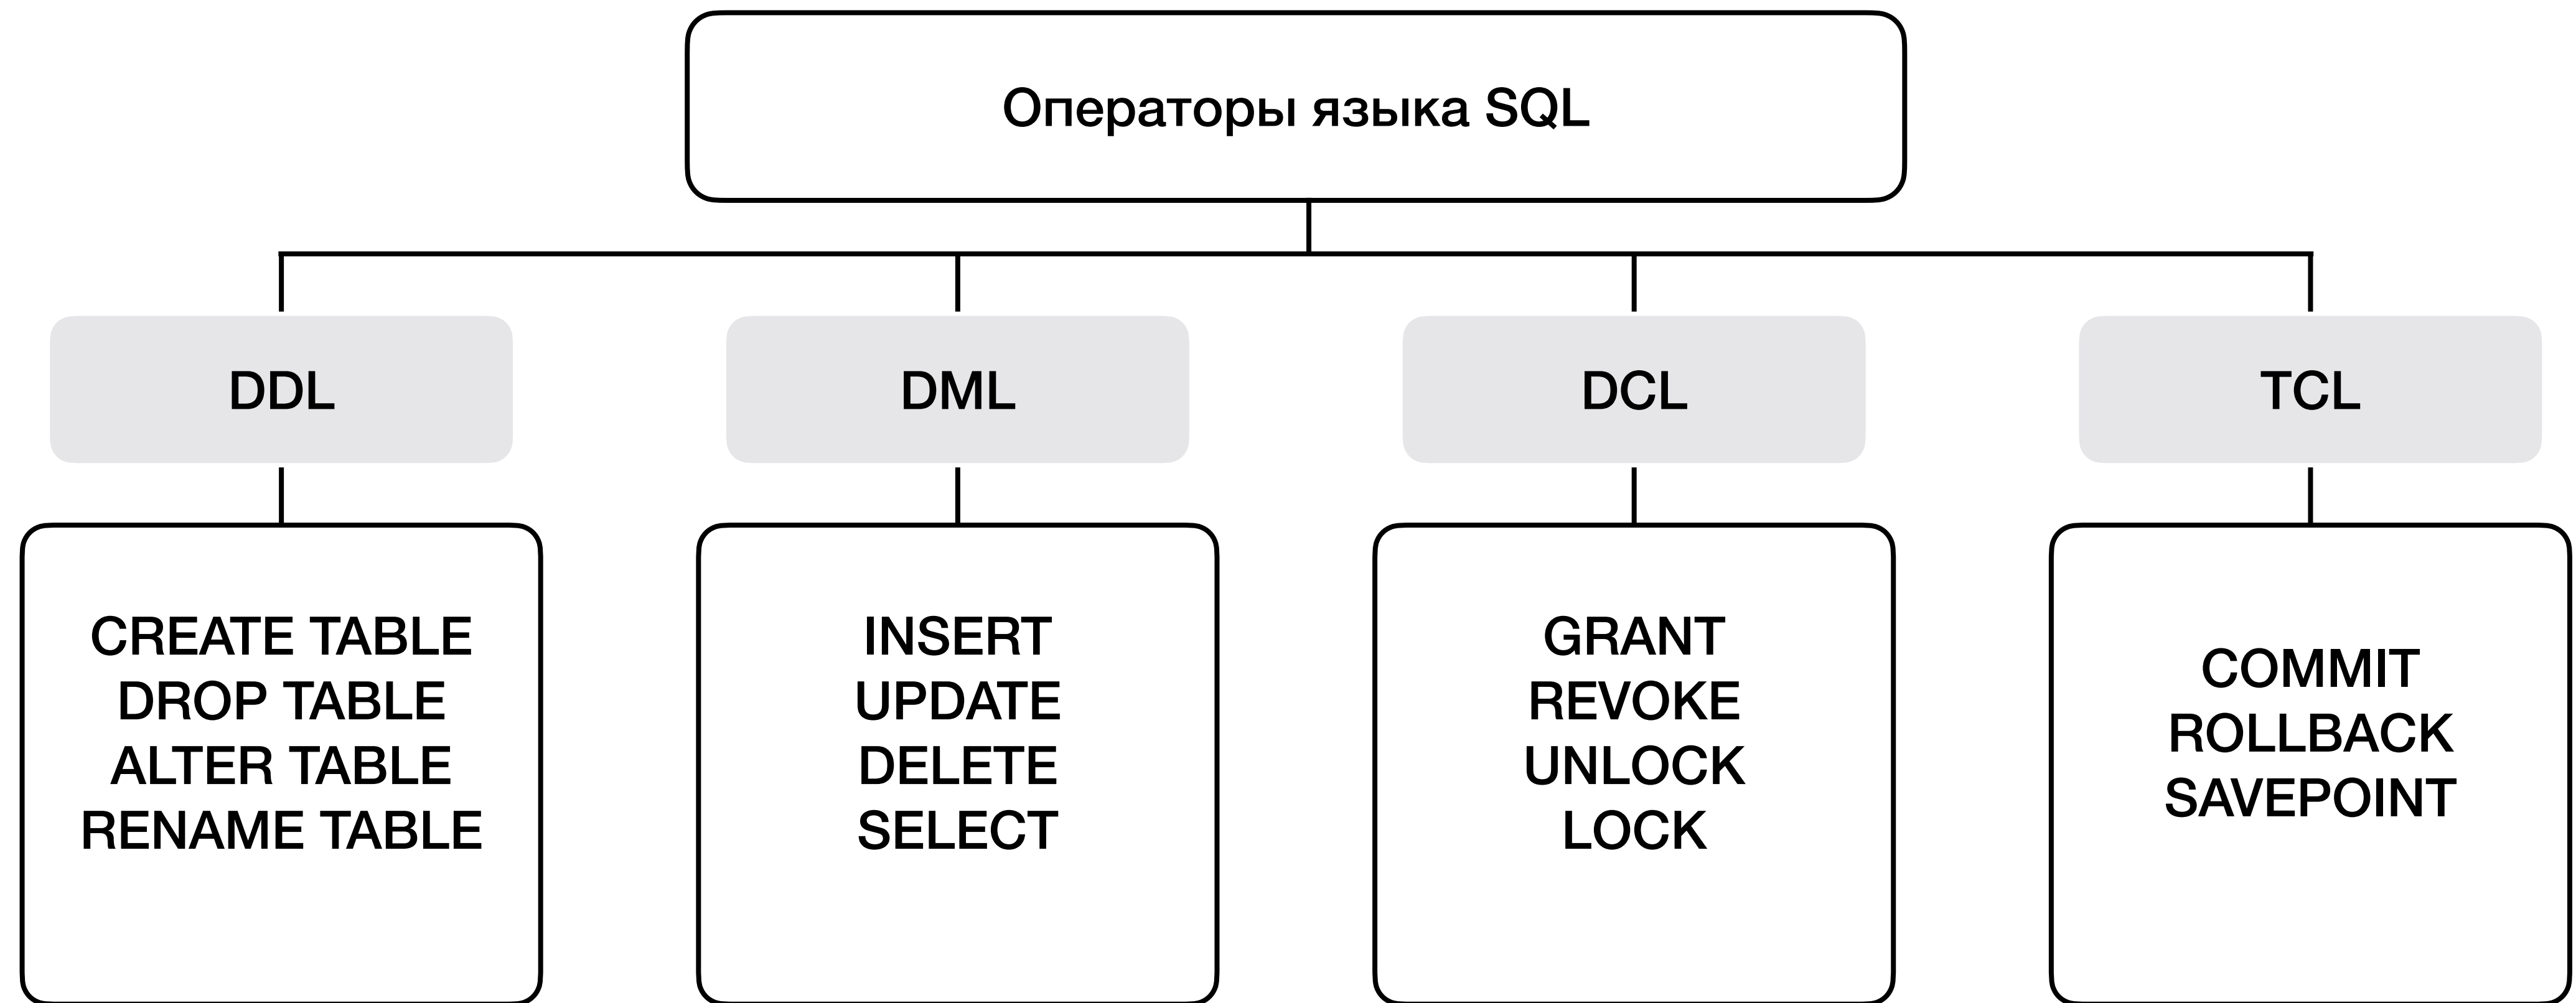 Операторы языка SQL
DDL
DML
DCL
TCL
CREATE TABLE
DROP TABLE
ALTER TABLE
RENAME TABLE
INSERT
UPDATE
DELETE
SELECT
GRANT
REVOKE
UNLOCK
LOCK
COMMIT
ROLLBACK
SAVEPOINT